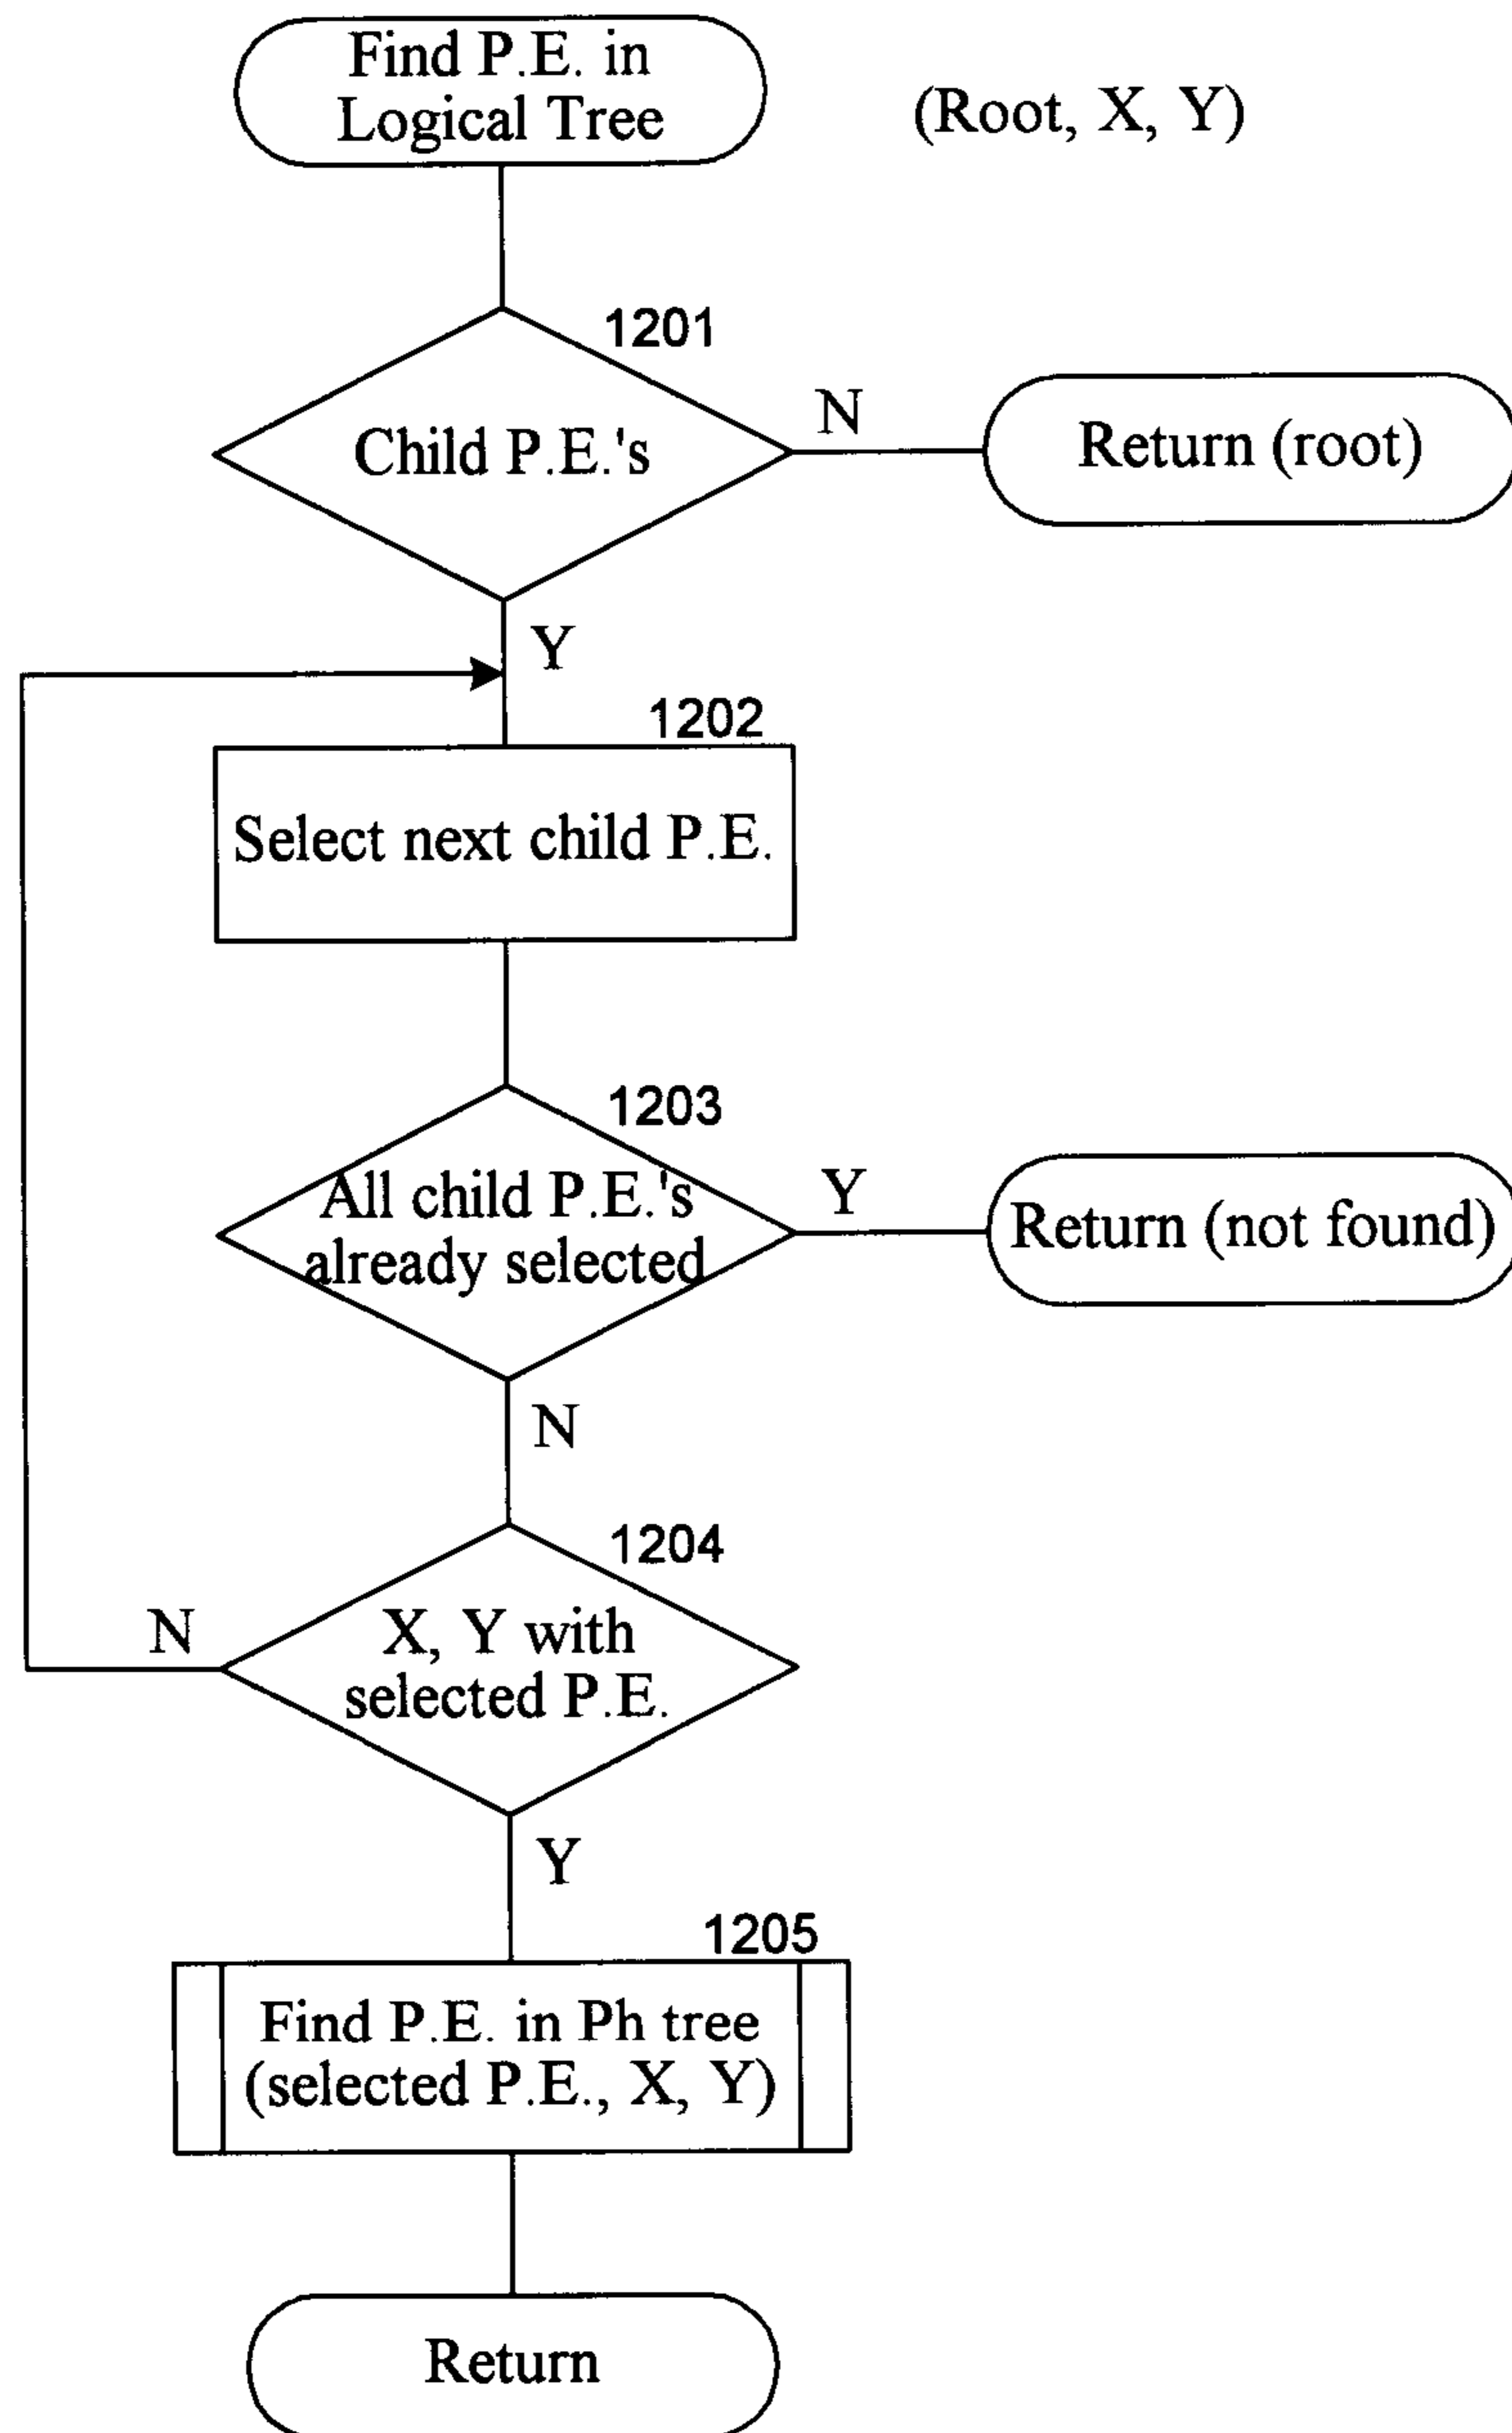 Find P.E. in
Logical Tree
(Root, X, Y)
1201
Child P.E.'s
N
Return (root)
Y
1202
Select next child P.E.
1203
All child P.E.'s
already selected
Y
Return (not found)
N
1204
X, Y with
selected P.E.
N
Y
1205
Find P.E. in Ph tree
(selected P.E., X, Y)
Return